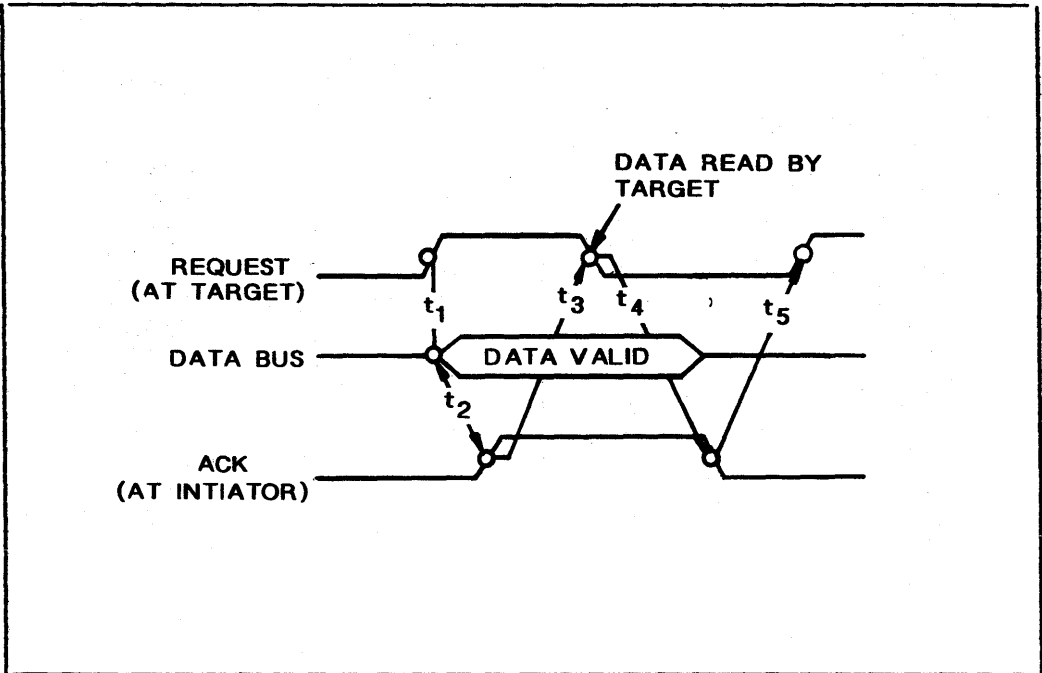 DATA READ BY
TARGET
REQUEST
(AT TARGET)
t1
t3
t4
t5
DATA BUS
DATA VALID
t2
ACK
(AT INTIATOR)